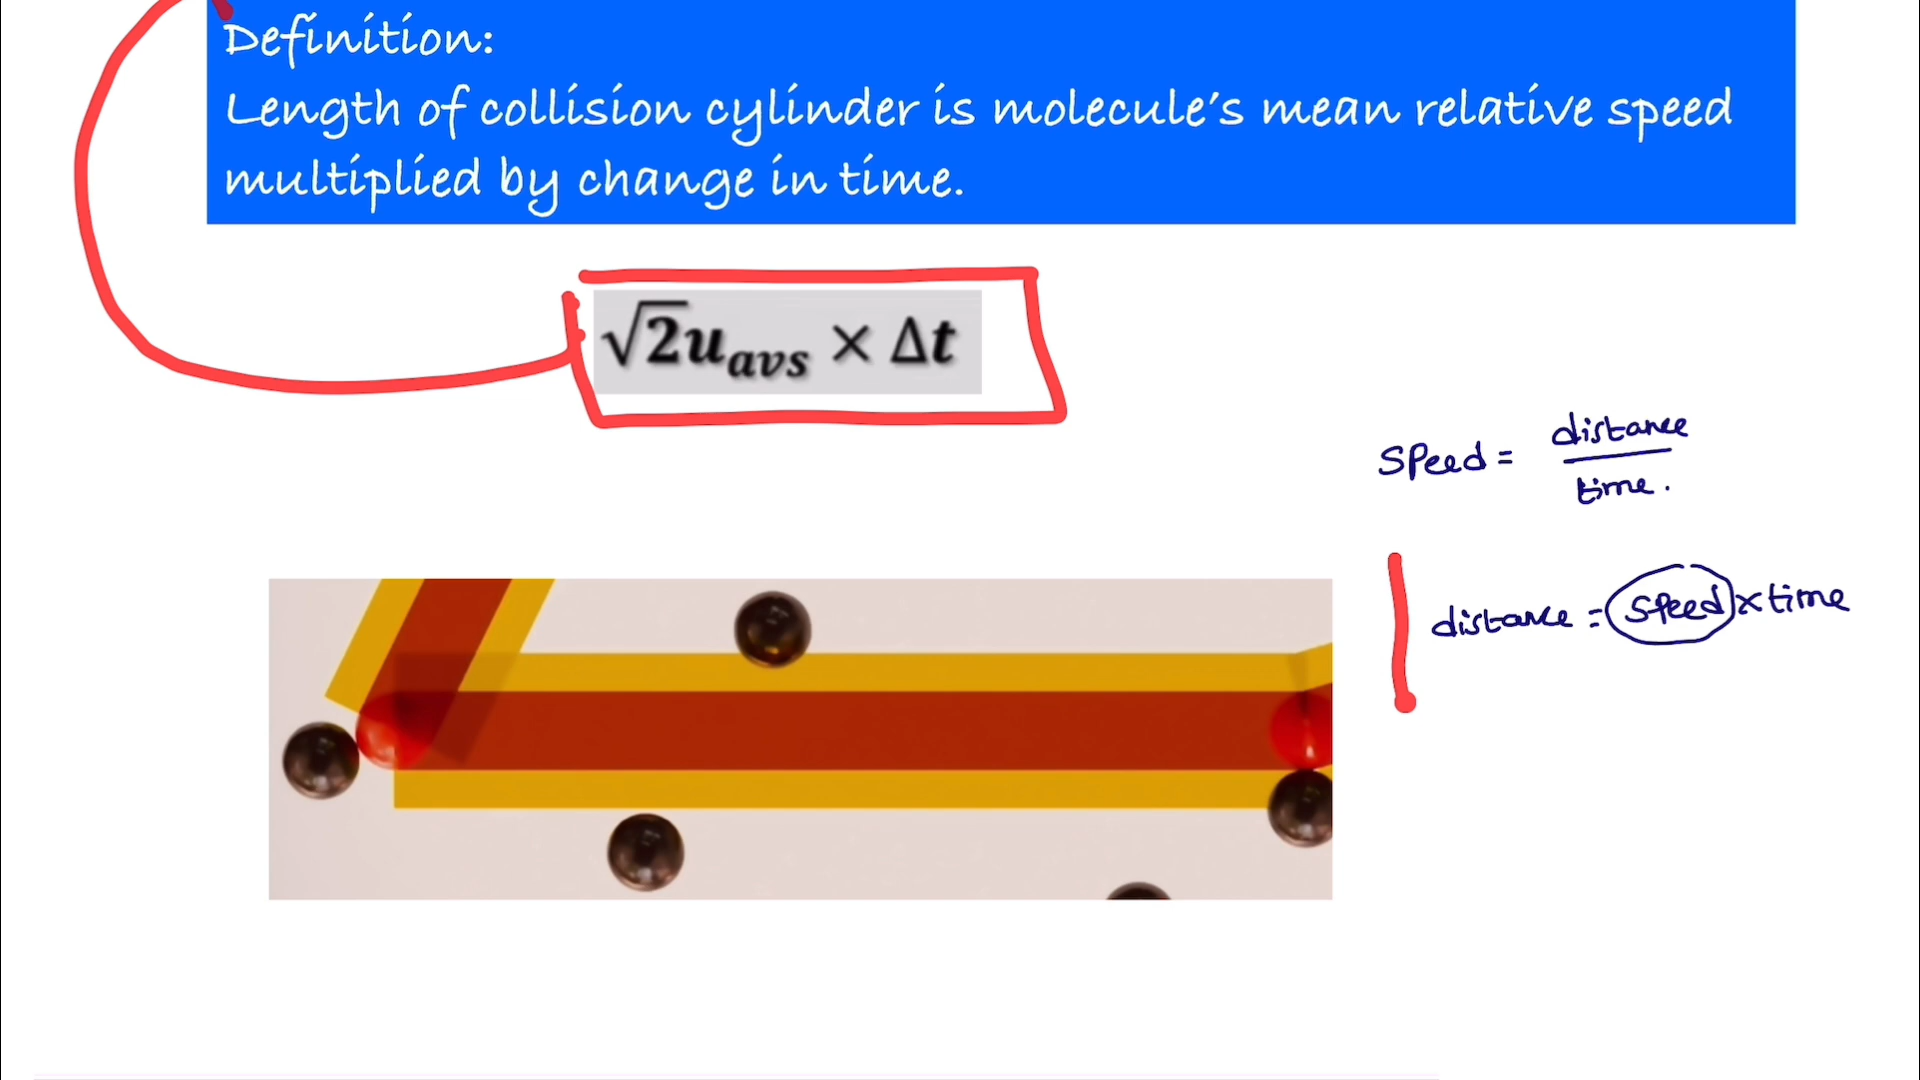 Definition:
Length of collision cylinder is molecule's mean relative speed
multiplied by change in time.
√2u_avs × Δt
Speed = distance / time.
distance = speed × time